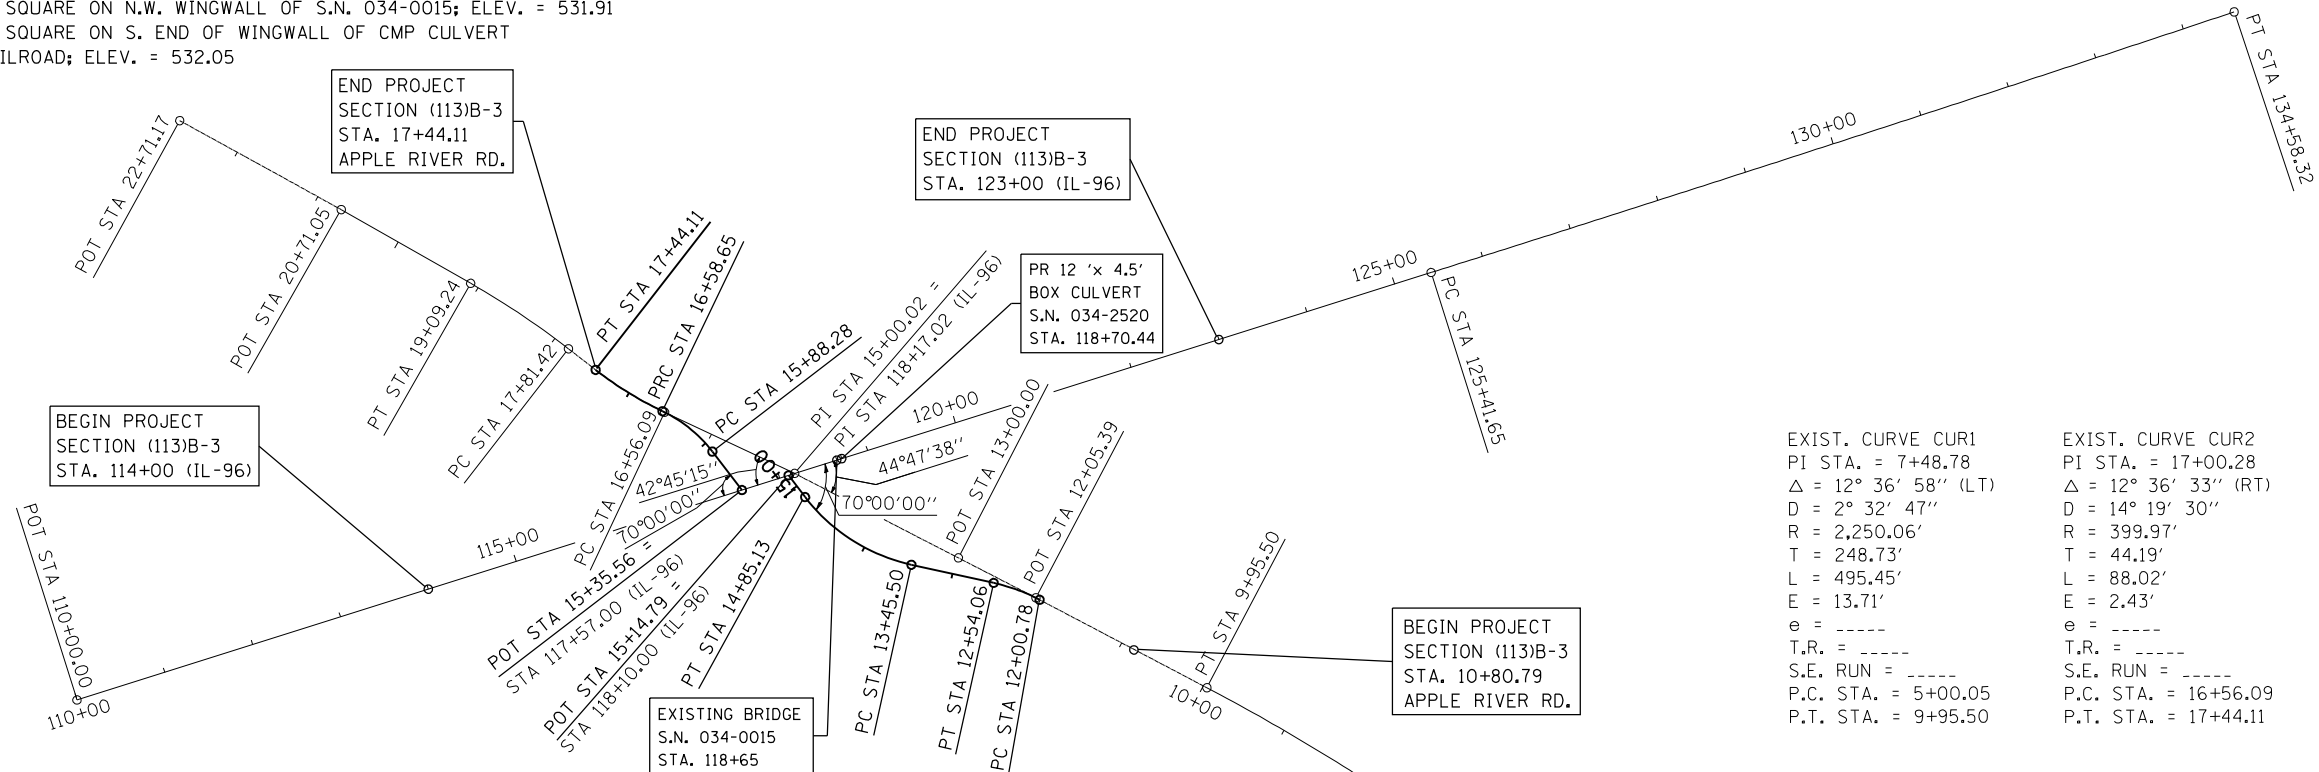 SQUARE ON N.W. WINGWALL OF S.N. 034-0015; ELEV. = 531.91
SQUARE ON S. END OF WINGWALL OF CMP CULVERT
ILROAD; ELEV. = 532.05
END PROJECT
SECTION (113)B-3
STA. 17+44.11
APPLE RIVER RD.
END PROJECT
SECTION (113)B-3
STA. 123+00 (IL-96)
PR 12 'x 4.5'
BOX CULVERT
S.N. 034-2520
STA. 118+70.44
BEGIN PROJECT
SECTION (113)B-3
STA. 114+00 (IL-96)
BEGIN PROJECT
SECTION (113)B-3
STA. 10+80.79
APPLE RIVER RD.
EXISTING BRIDGE
S.N. 034-0015
STA. 118+65
POT STA 22+71.17
POT STA 20+71.05
PT STA 19+09.24
PC STA 17+81.42
PT STA 17+44.11
PRC STA 16+58.65
PC STA 16+56.09
PC STA 15+88.28
PI STA 15+00.02 =
PI STA 118+17.02 (IL-96)
POT STA 13+00.00
POT STA 12+05.39
PT STA 9+95.50
PC STA 125+41.65
PT STA 134+58.32
POT STA 110+00.00
110+00
115+00
120+00
125+00
130+00
15+00
10+00
42°45'15''
70°00'00''
44°47'38''
70°00'00''
POT STA 15+35.56 =
STA 117+57.00 (IL-96)
POT STA 15+14.79 =
STA 118+10.00 (IL-96)
PT STA 14+85.13
PC STA 13+45.50
PT STA 12+54.06
PC STA 12+00.78
EXIST. CURVE CUR1
PI STA. = 7+48.78
△ = 12° 36' 58'' (LT)
D = 2° 32' 47''
R = 2,250.06'
T = 248.73'
L = 495.45'
E = 13.71'
e = _____
T.R. = _____
S.E. RUN = _____
P.C. STA. = 5+00.05
P.T. STA. = 9+95.50
EXIST. CURVE CUR2
PI STA. = 17+00.28
△ = 12° 36' 33'' (RT)
D = 14° 19' 30''
R = 399.97'
T = 44.19'
L = 88.02'
E = 2.43'
e = _____
T.R. = _____
S.E. RUN = _____
P.C. STA. = 16+56.09
P.T. STA. = 17+44.11